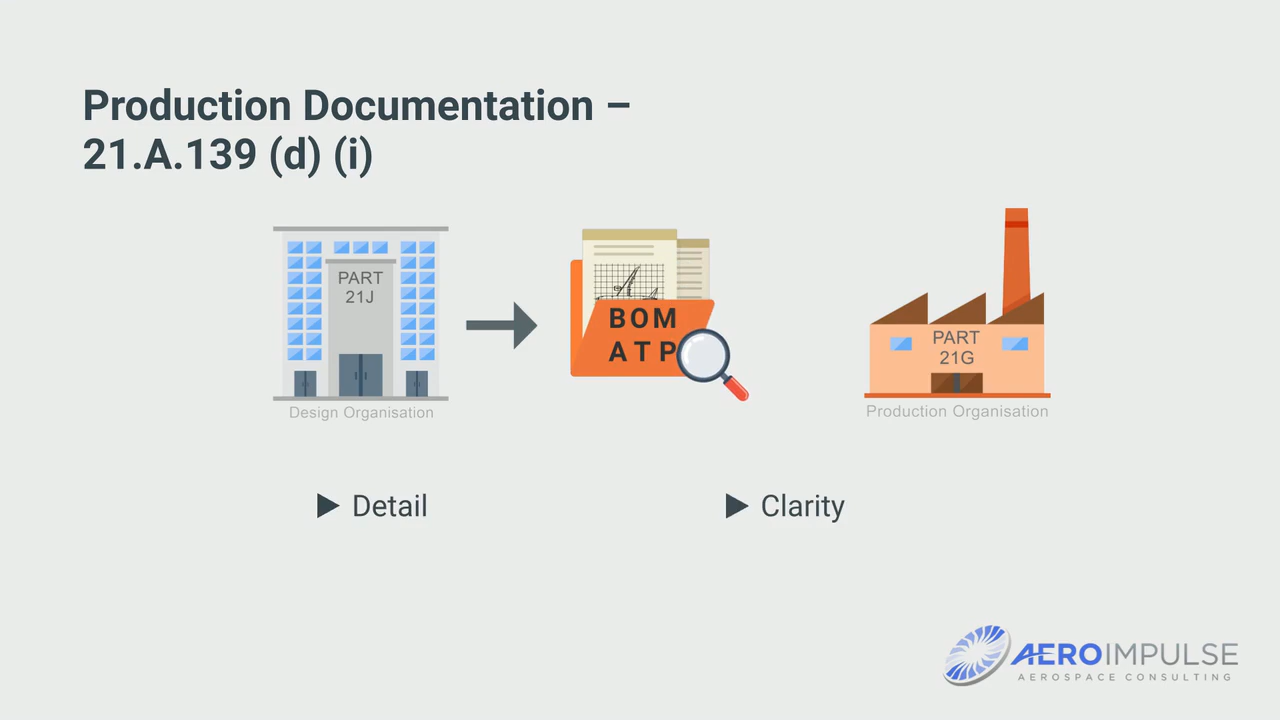 Production Documentation –
21.A.139 (d) (i)
PART
21J
Design Organisation
BOM
ATP
PART
21G
Production Organisation
Detail
Clarity
AEROIMPULSE
AEROSPACE CONSULTING